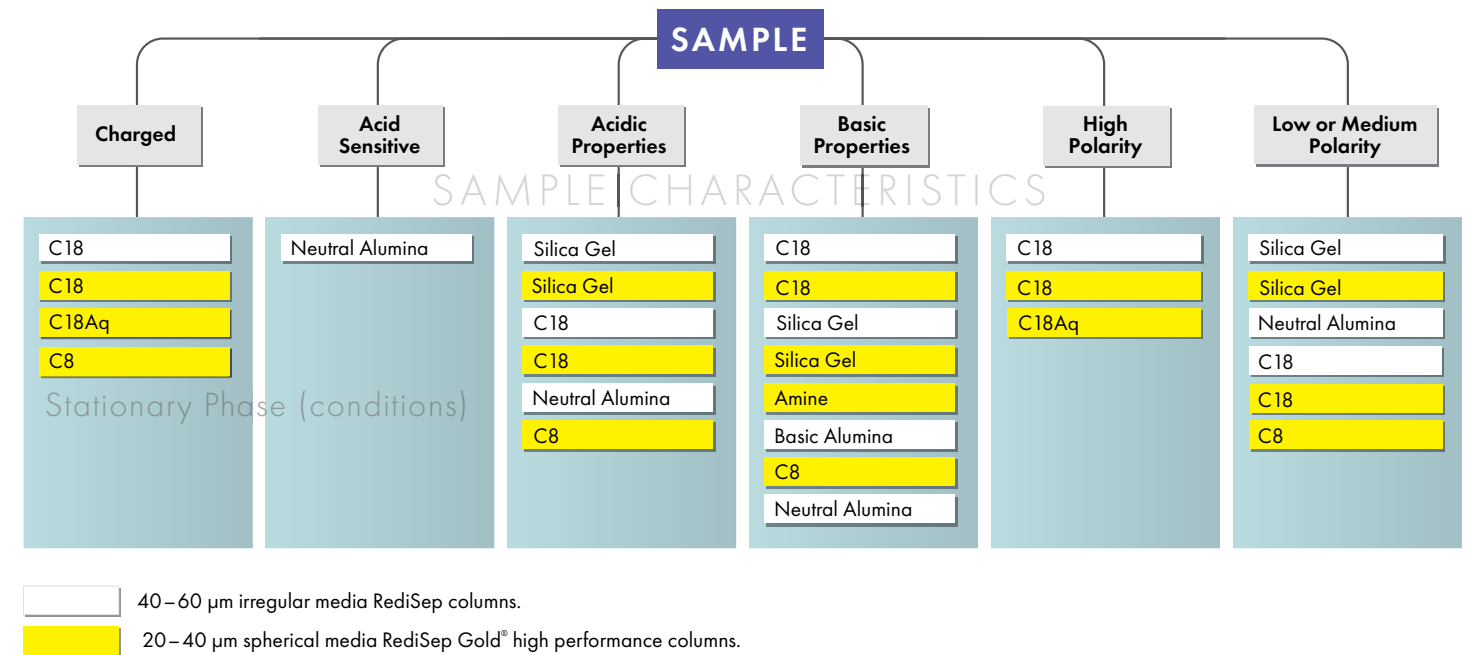 SAMPLE
Charged
Acid
Sensitive
Acidic
Properties
Basic
Properties
High
Polarity
Low or Medium
Polarity
SAMPLE CHARACTERISTICS
C18
C18
C18Aq
C8
Stationary Phase (conditions)
Neutral Alumina
Silica Gel
Silica Gel
C18
C18
Neutral Alumina
C8
C18
C18
Silica Gel
Silica Gel
Amine
Basic Alumina
C8
Neutral Alumina
C18
C18
C18Aq
Silica Gel
Silica Gel
Neutral Alumina
C18
C18
C8
40–60 µm irregular media RediSep columns.
20–40 µm spherical media RediSep Gold® high performance columns.